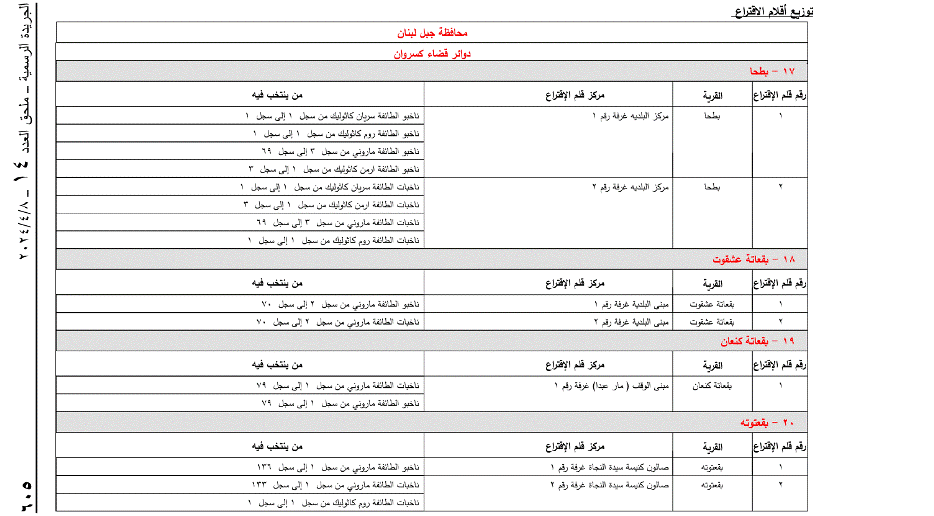 توزيع أقلام الاقتراع
محافظة جبل لبنان
دوائر قضاء كسروان
١٧ - بطحا
رقم قلم الإقتراع القرية مركز قلم الإقتراع من ينتخب فيه
١ بطحا مركز البلديه غرفة رقم ١ ناخبو الطائفة سريان كاثوليك من سجل ١ إلى سجل ١
ناخبو الطائفة روم كاثوليك من سجل ١ إلى سجل ١
ناخبو الطائفة ماروني من سجل ٣ إلى سجل ٦٩
ناخبو الطائفة ارمن كاثوليك من سجل ١ إلى سجل ٣
٢ بطحا مركز البلديه غرفة رقم ٢ ناخبات الطائفة سريان كاثوليك من سجل ١ إلى سجل ١
ناخبات الطائفة ارمن كاثوليك من سجل ١ إلى سجل ٣
ناخبات الطائفة ماروني من سجل ٣ إلى سجل ٦٩
ناخبات الطائفة روم كاثوليك من سجل ١ إلى سجل ١
١٨ - بقعاتة عشقوت
رقم قلم الإقتراع القرية مركز قلم الإقتراع من ينتخب فيه
١ بقعاتة عشقوت مبنى البلدية غرفة رقم ١ ناخبو الطائفة ماروني من سجل ٢ إلى سجل ٧٠
٢ بقعاتة عشقوت مبنى البلدية غرفة رقم ٢ ناخبات الطائفة ماروني من سجل ٢ إلى سجل ٧٠
١٩ - بقعاتة كنعان
رقم قلم الإقتراع القرية مركز قلم الإقتراع من ينتخب فيه
١ بقعاتة كنعان مبنى الوقف ( مار عبدا) غرفة رقم ١ ناخبات الطائفة ماروني من سجل ١ إلى سجل ٧٩
ناخبو الطائفة ماروني من سجل ١ إلى سجل ٧٩
٢٠ - بقعتوته
رقم قلم الإقتراع القرية مركز قلم الإقتراع من ينتخب فيه
١ بقعتوته صالون كنيسة سيدة النجاة غرفة رقم ١ ناخبو الطائفة ماروني من سجل ١ إلى سجل ١٣٦
٢ بقعتوته صالون كنيسة سيدة النجاة غرفة رقم ٢ ناخبات الطائفة ماروني من سجل ١ إلى سجل ١٣٣
ناخبات الطائفة روم كاثوليك من سجل ١ إلى سجل ١
الجريدة الرسمية - ملحق العدد ١٤ - ٢٠٢٤/٤/٨
٦٠٥